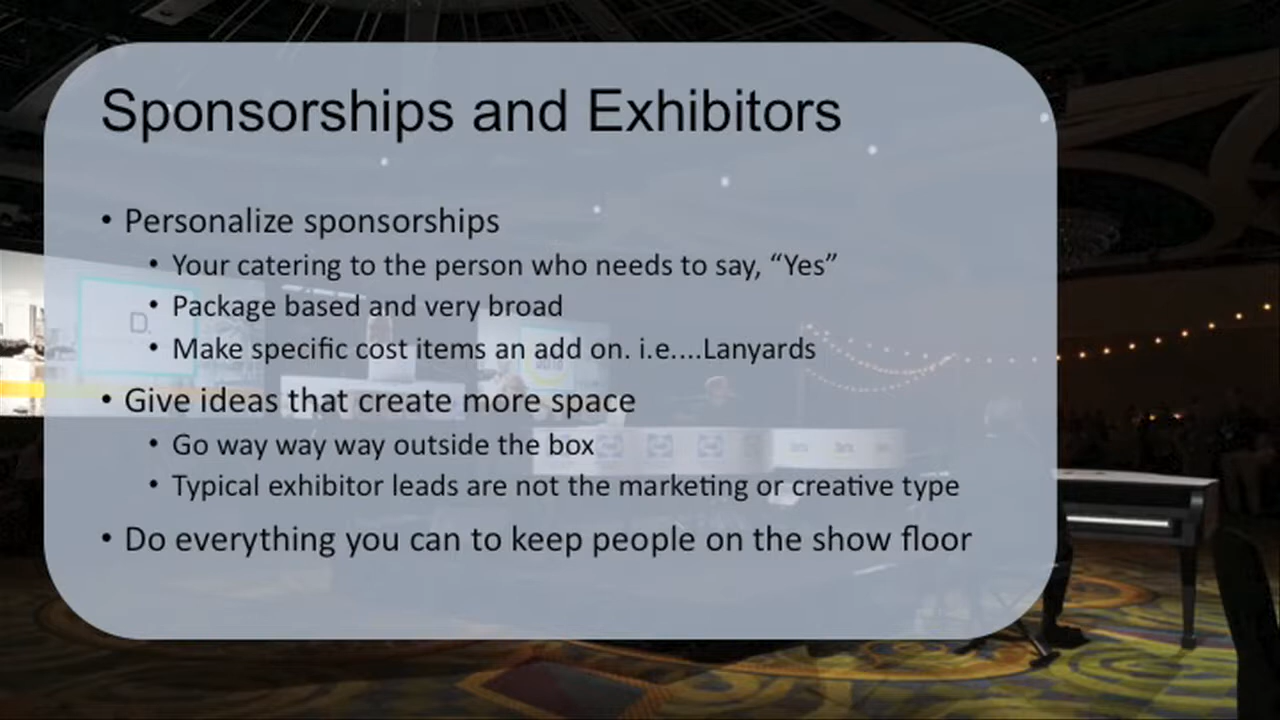 Sponsorships and Exhibitors
• Personalize sponsorships
• Your catering to the person who needs to say, “Yes”
• Package based and very broad
• Make specific cost items an add on. i.e....Lanyards
• Give ideas that create more space
• Go way way way outside the box
• Typical exhibitor leads are not the marketing or creative type
• Do everything you can to keep people on the show floor
D.